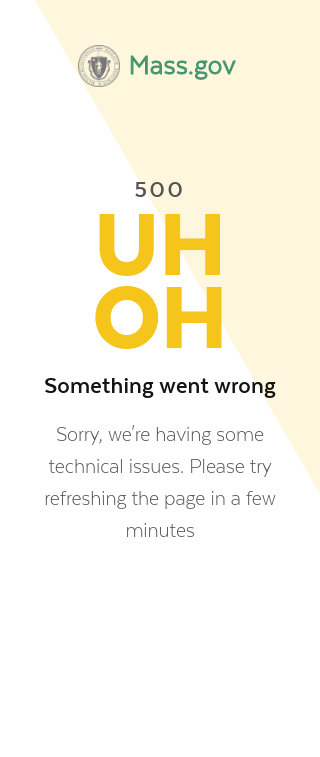 Mass.gov
500
UH
OH
Something went wrong
Sorry, we're having some
technical issues. Please try
refreshing the page in a few
minutes